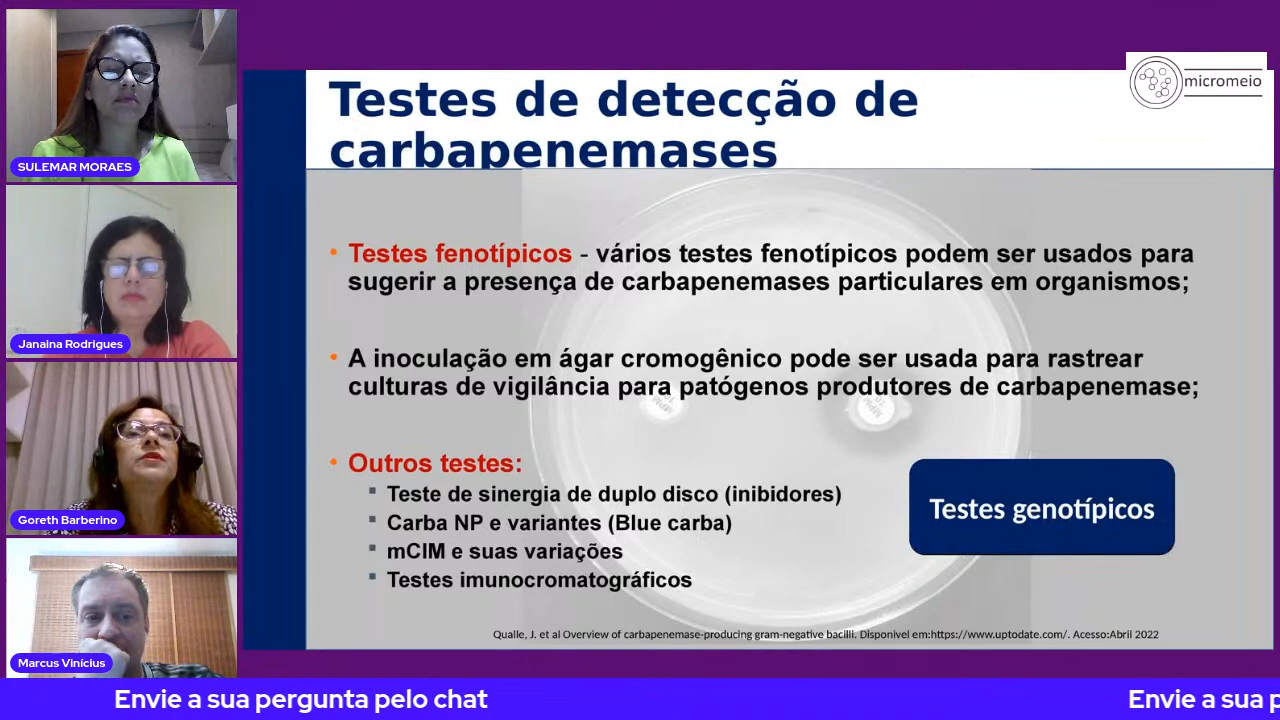 SULEMAR MORAES
Janaina Rodrigues
Goreth Barberino
Marcus Vinícius
micromeio
Testes de detecção de
carbapenemases
Testes fenotípicos - vários testes fenotípicos podem ser usados para
sugerir a presença de carbapenemases particulares em organismos;
A inoculação em ágar cromogênico pode ser usada para rastrear
culturas de vigilância para patógenos produtores de carbapenemase;
Outros testes:
Teste de sinergia de duplo disco (inibidores)
Carba NP e variantes (Blue carba)
mCIM e suas variações
Testes imunocromatográficos
Testes genotípicos
Qualle, J. et al Overview of carbapenemase-producing gram-negative bacilli. Disponivel em:https://www.uptodate.com/. Acesso:Abril 2022
Envie a sua pergunta pelo chat
Envie a sua p